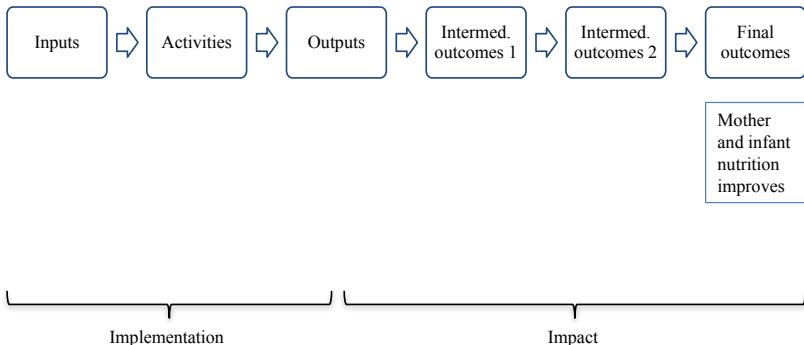 Inputs
Activities
Outputs
Intermed.
outcomes 1
Intermed.
outcomes 2
Final
outcomes
Mother
and infant
nutrition
improves
Implementation
Impact